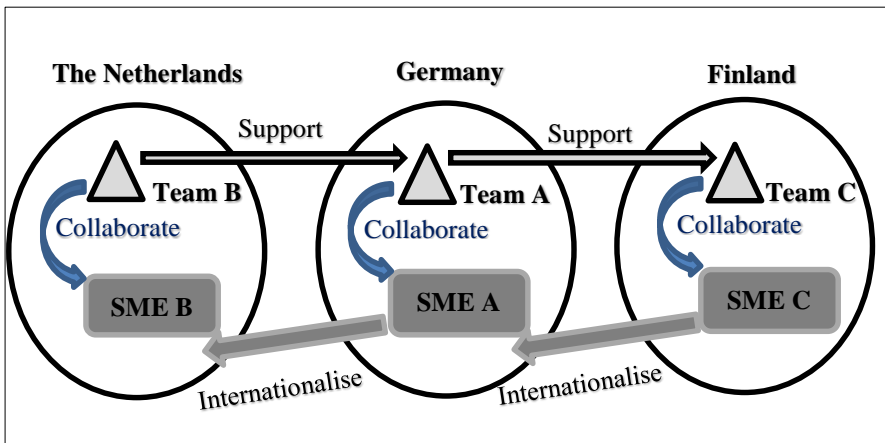 The Netherlands
Germany
Finland
Support
Support
Team B
Team A
Team C
Collaborate
Collaborate
Collaborate
SME B
SME A
SME C
Internationalise
Internationalise